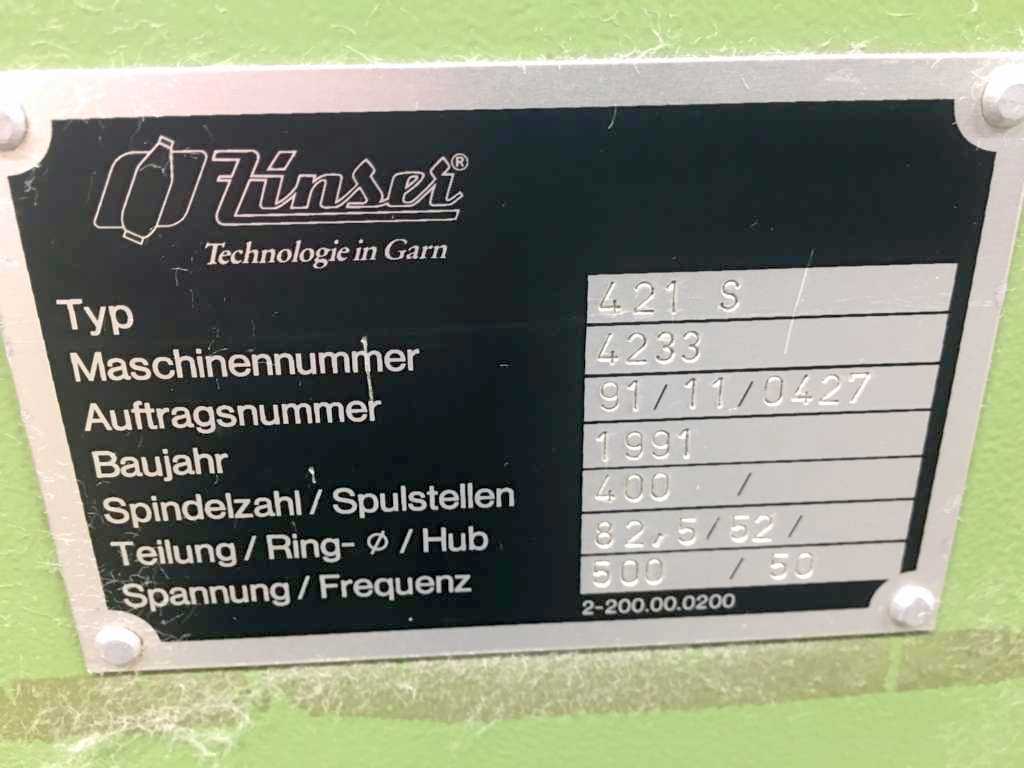 Zinser®
Technologie in Garn
Typ 421 S
Maschinennummer 4233
Auftragsnummer 91/11/0427
Baujahr 1991
Spindelzahl / Spulstellen 400 /
Teilung / Ring- ø / Hub 82,5/52/
Spannung / Frequenz 500 / 50
2-200.00.0200